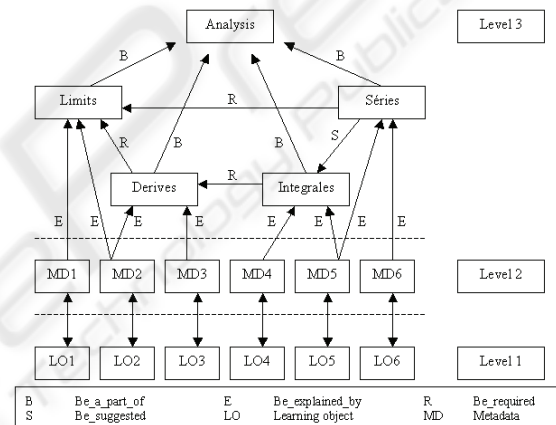 Analysis Level 3
B B
Limits R Séries
R B B S
Derives R Integrales
E E E E E E E E
MD1 MD2 MD3 MD4 MD5 MD6 Level 2
LO1 LO2 LO3 LO4 LO5 LO6 Level 1
B Be_a_part_of E Be_explained_by R Be_required
S Be_suggested LO Learning object MD Metadata